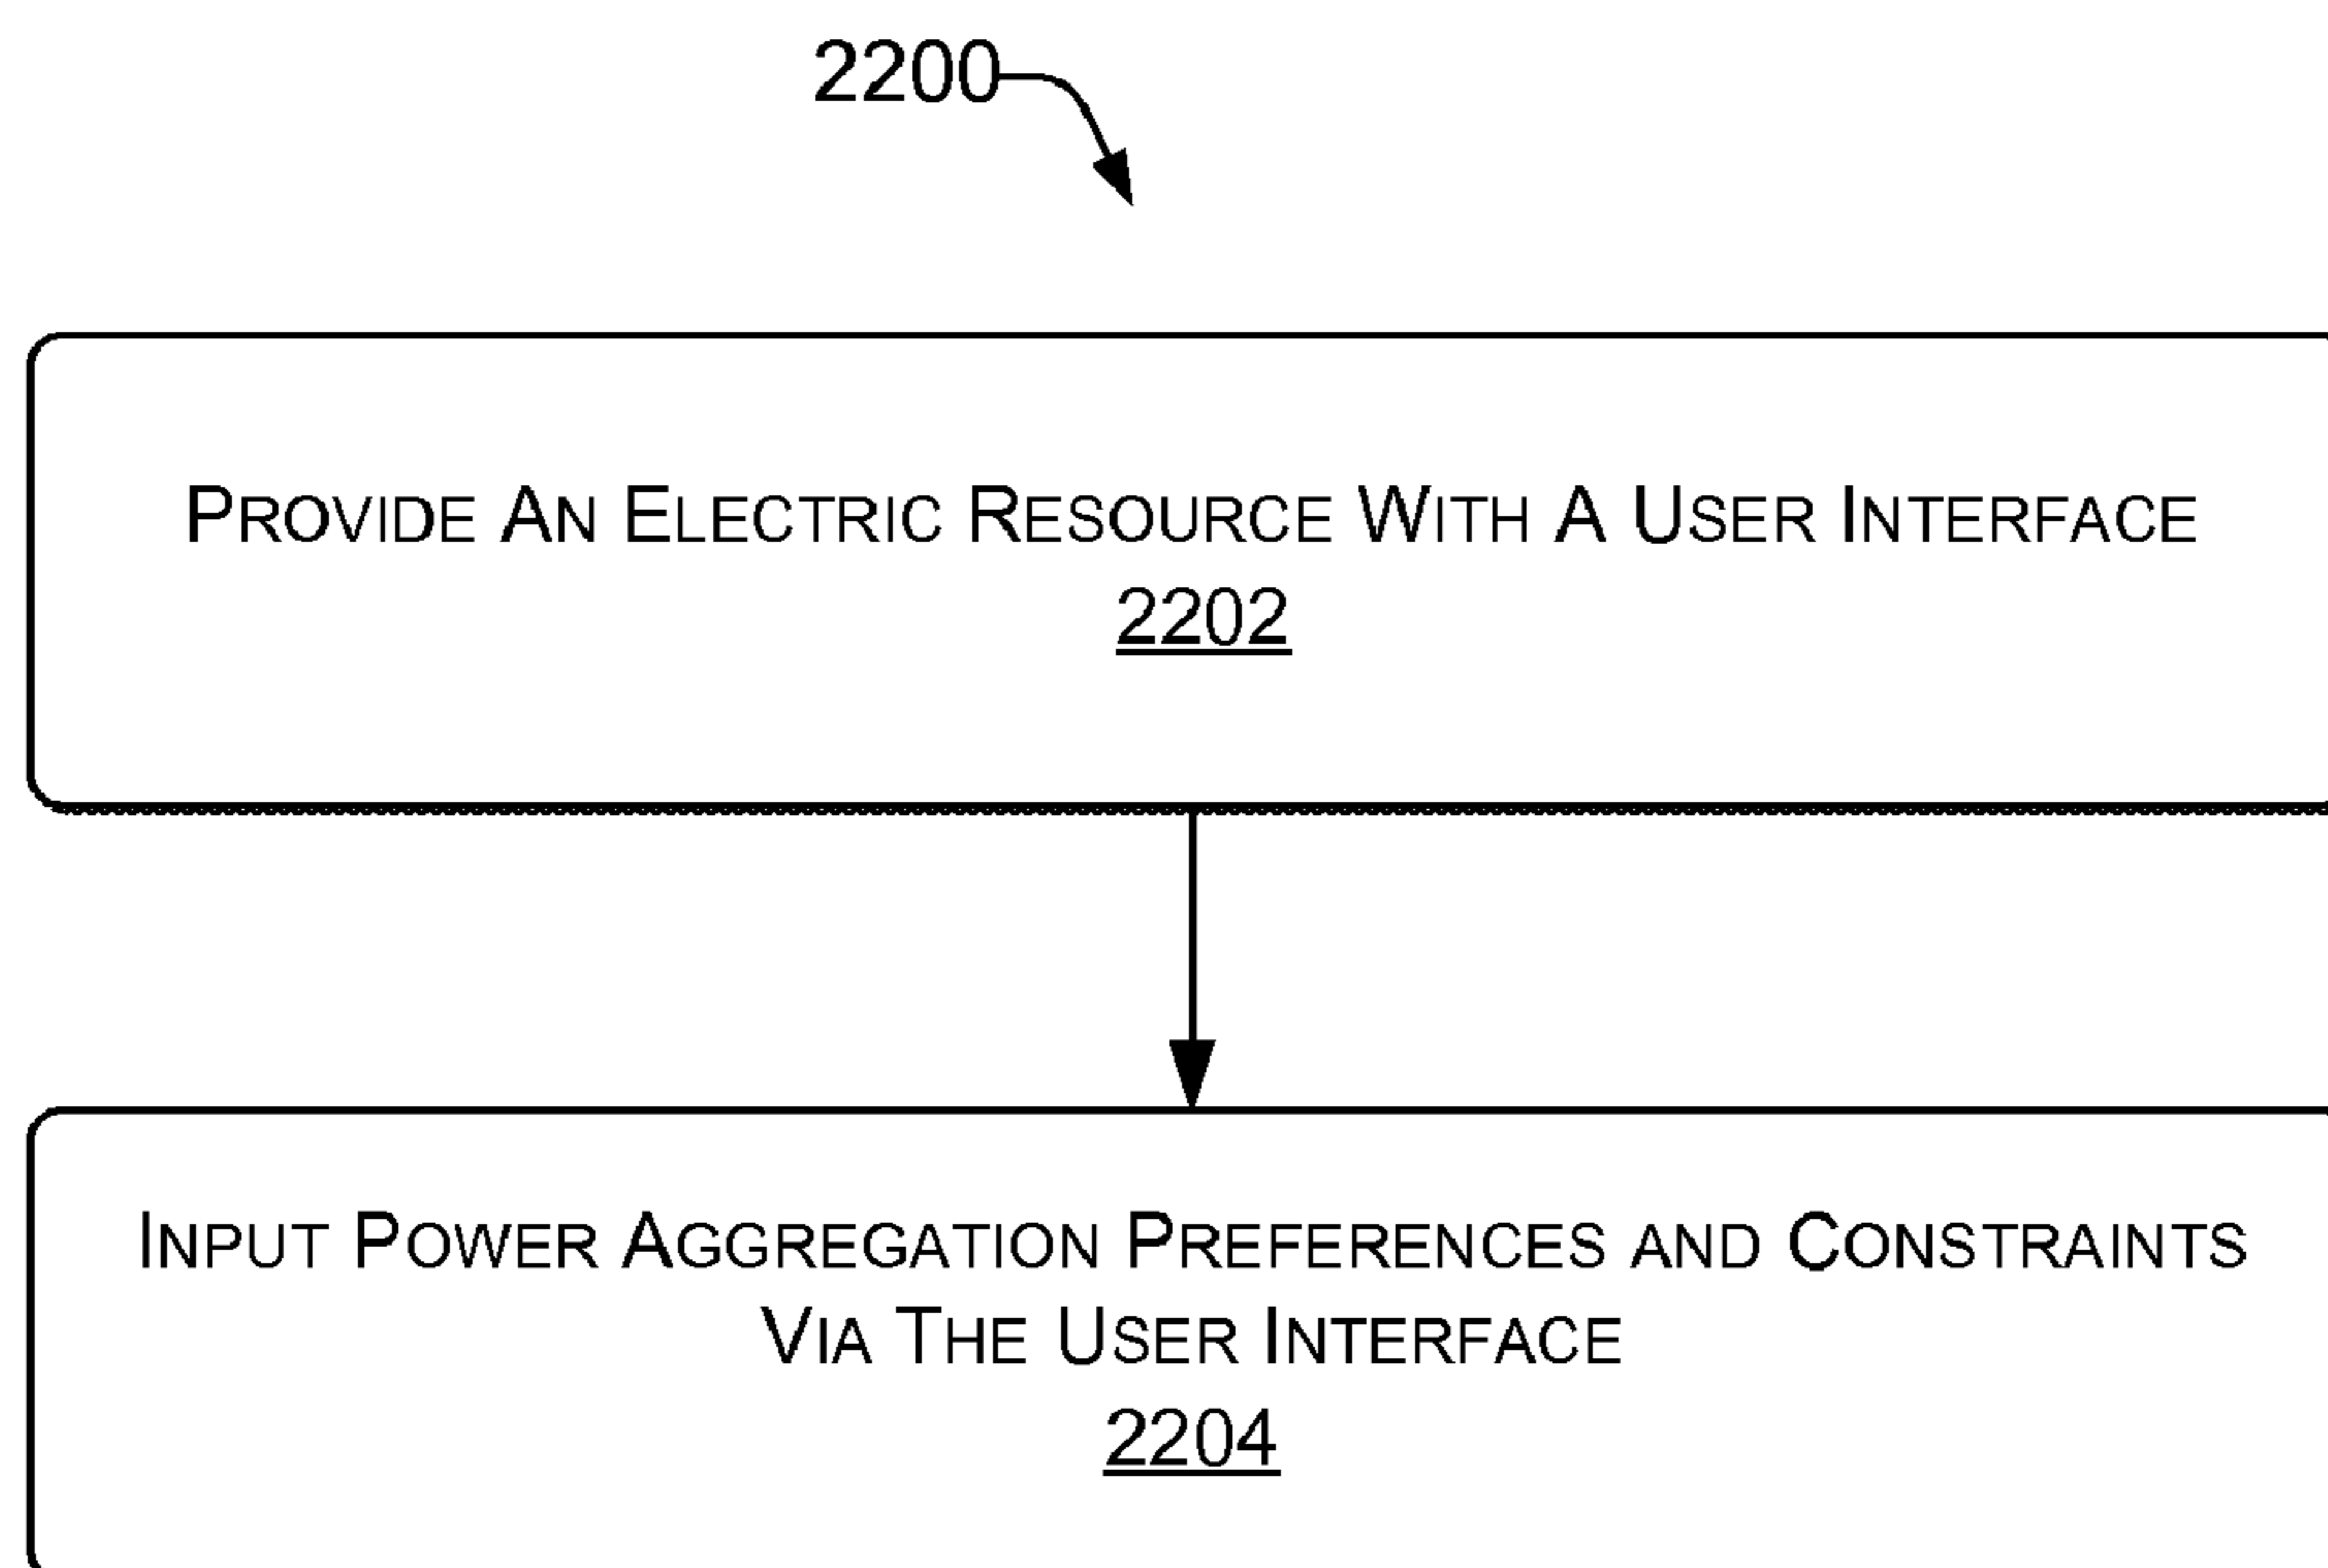 2200
PROVIDE AN ELECTRIC RESOURCE WITH A USER INTERFACE
2202
INPUT POWER AGGREGATION PREFERENCES AND CONSTRAINTS
VIA THE USER INTERFACE
2204